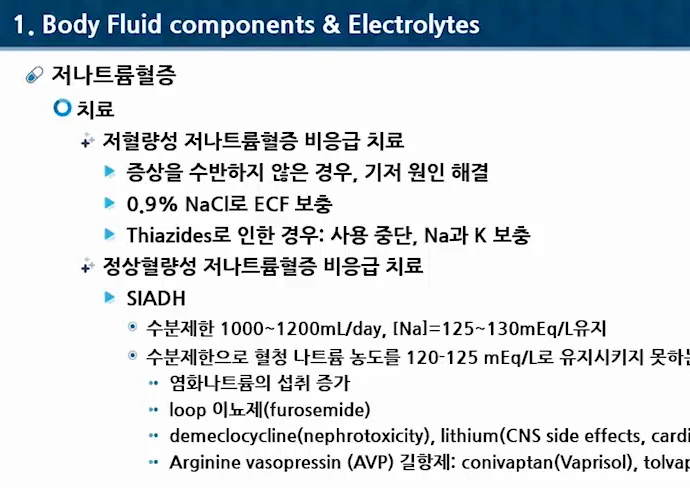 1. Body Fluid components & Electrolytes
저나트륨혈증
치료
저혈량성 저나트륨혈증 비응급 치료
증상을 수반하지 않은 경우, 기저 원인 해결
0.9% NaCl로 ECF 보충
Thiazides로 인한 경우: 사용 중단, Na과 K 보충
정상혈량성 저나트륨혈증 비응급 치료
SIADH
수분제한 1000~1200mL/day, [Na]=125~130mEq/L유지
수분제한으로 혈청 나트륨 농도를 120-125 mEq/L로 유지시키지 못하는
염화나트륨의 섭취 증가
loop 이뇨제(furosemide)
demeclocycline(nephrotoxicity), lithium(CNS side effects, cardi
Arginine vasopressin (AVP) 길항제: conivaptan(Vaprisol), tolvap